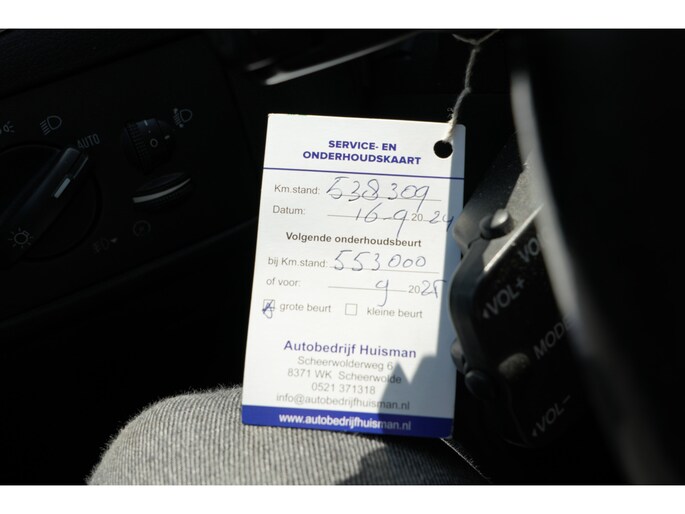 SERVICE- EN
ONDERHOUDSKAART
Km.stand: 538309
Datum: 16-9 2024
Volgende onderhoudsbeurt
bij Km.stand: 553000
of voor: 9 2025
grote beurt kleine beurt
Autobedrijf Huisman
Scheerwolderweg 6
8371 WK Scheerwolde
0521 371318
info@autobedrijfhuisman.nl
www.autobedrijfhuisman.nl
AUTO
0
VOL+
VOL
MODE
VOL-